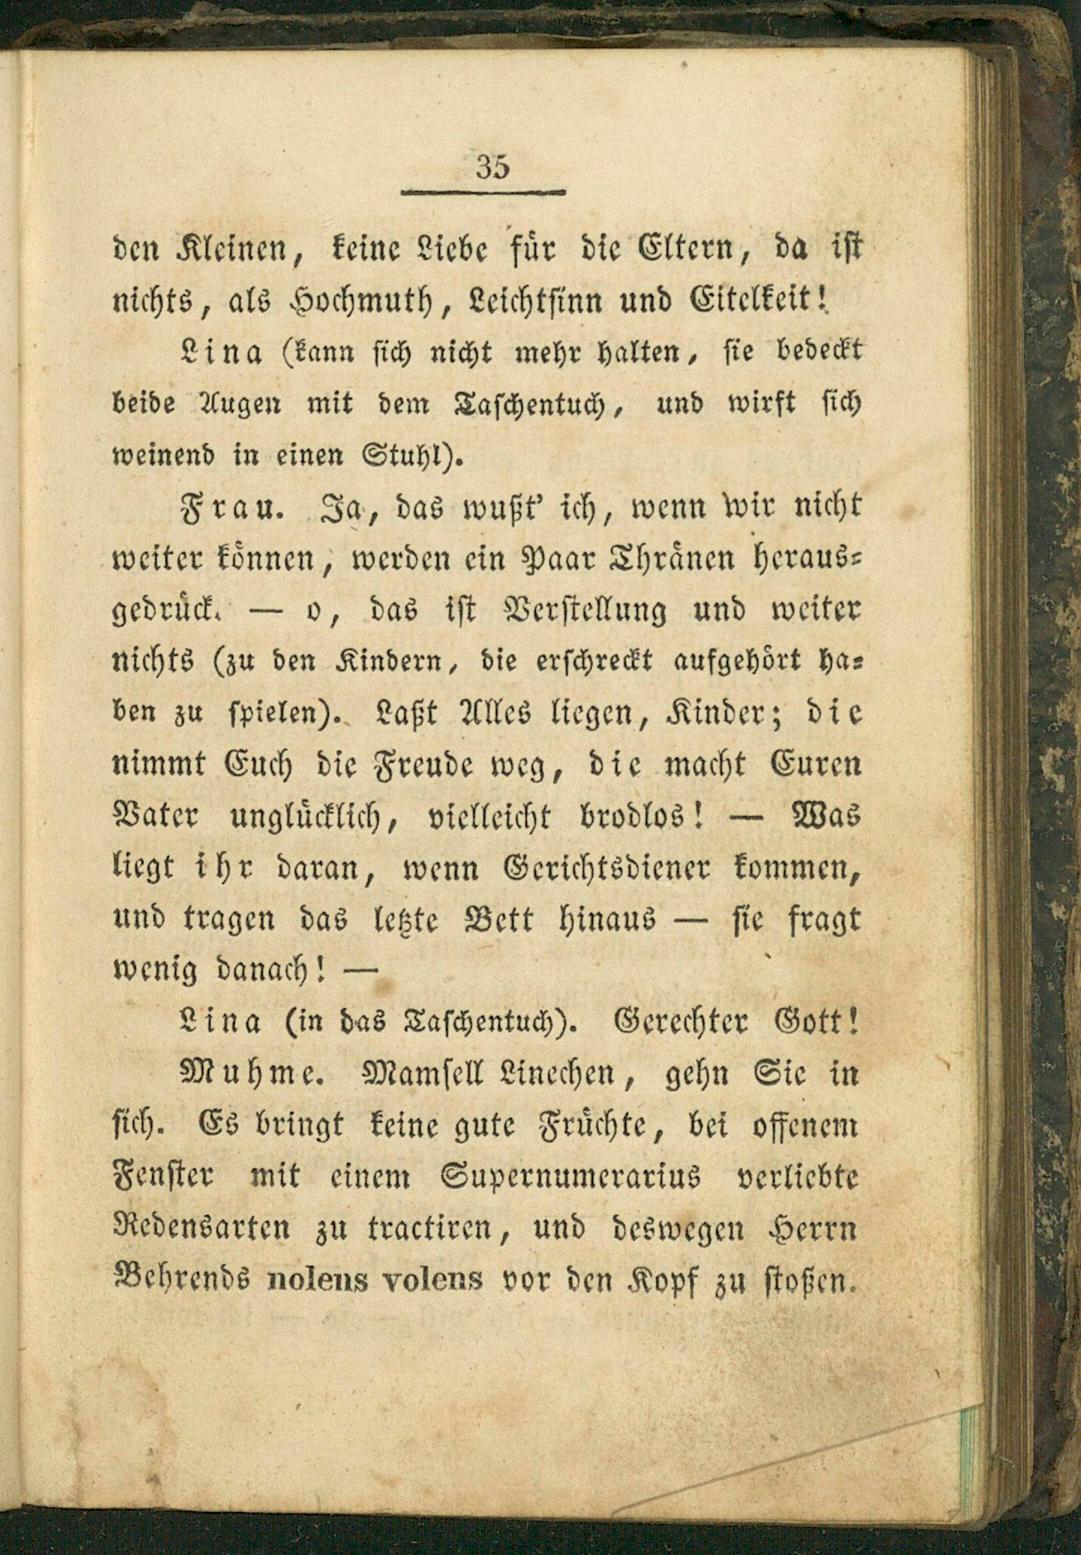 35
den Kleinen, keine Liebe für die Eltern, da ist
nichts, als Hochmuth, Leichtsinn und Eitelkeit!
Lina (kann sich nicht mehr halten, sie bedeckt
beide Augen mit dem Taschentuch, und wirft sich
weinend in einen Stuhl).
Frau. Ja, das wußt' ich, wenn wir nicht
weiter können, werden ein Paar Thränen heraus-
gedrück. — o, das ist Verstellung und weiter
nichts (zu den Kindern, die erschreckt aufgehört ha-
ben zu spielen). Laßt Alles liegen, Kinder; die
nimmt Euch die Freude weg, die macht Euren
Vater unglücklich, vielleicht brodlos! — Was
liegt ihr daran, wenn Gerichtsdiener kommen,
und tragen das letzte Bett hinaus — sie fragt
wenig danach! —
Lina (in das Taschentuch). Gerechter Gott!
Muhme. Mamsell Linechen, gehn Sie in
sich. Es bringt keine gute Früchte, bei offenem
Fenster mit einem Supernumerarius verliebte
Redensarten zu tractiren, und deswegen Herrn
Behrends nolens volens vor den Kopf zu stoßen.